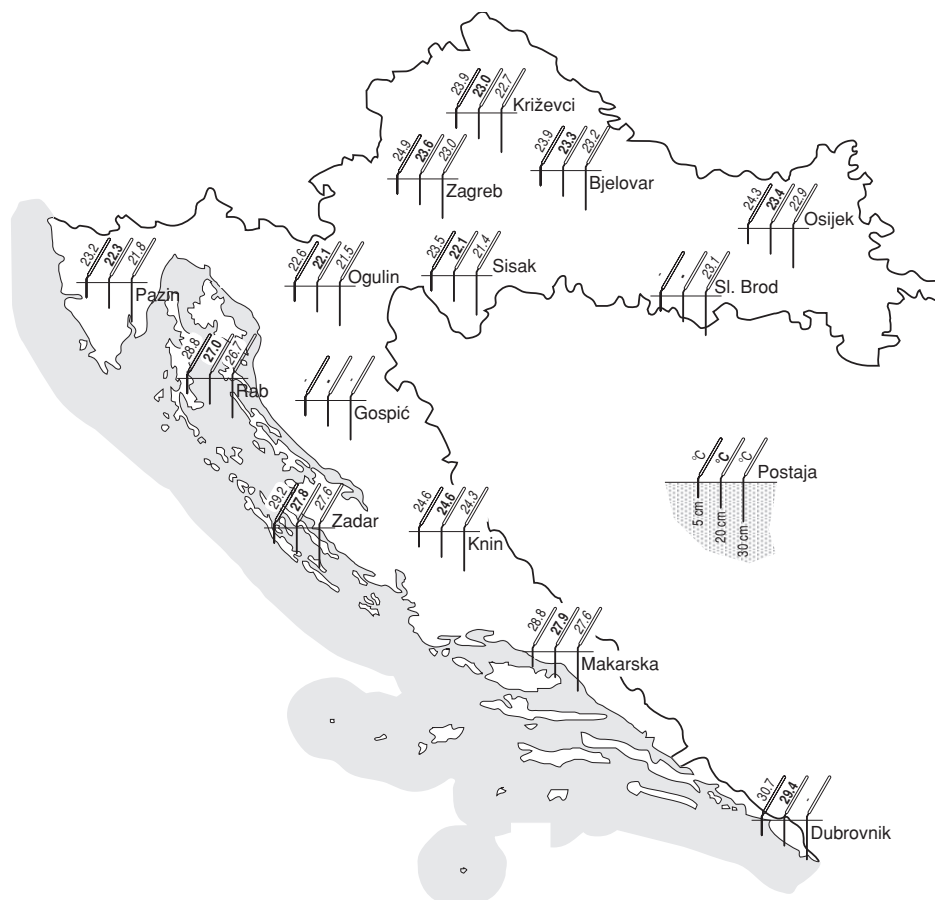 23.9 23.0 22.7
Križevci
24.9 23.6 23.0
Zagreb
23.9 23.3 23.2
Bjelovar
24.3 23.4 22.9
Osijek
23.2 22.3 21.8
Pazin
22.6 22.1 21.5
Ogulin
23.5 22.1 21.4
Sisak
- - 23.1
Sl. Brod
28.8 27.0 26.7
Rab
- - -
Gospić
°C °C °C
Postaja
5 cm 20 cm 30 cm
29.2 27.8 27.6
Zadar
24.6 24.6 24.3
Knin
28.8 27.9 27.6
Makarska
30.7 29.4 -
Dubrovnik